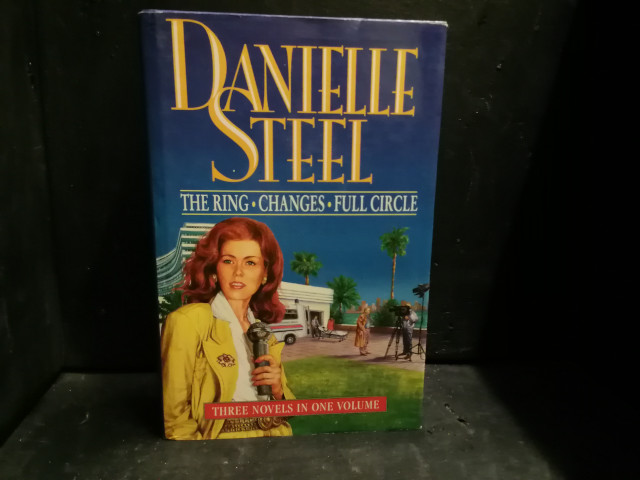 DANIELLE
STEEL
THE RING • CHANGES • FULL CIRCLE
THREE NOVELS IN ONE VOLUME